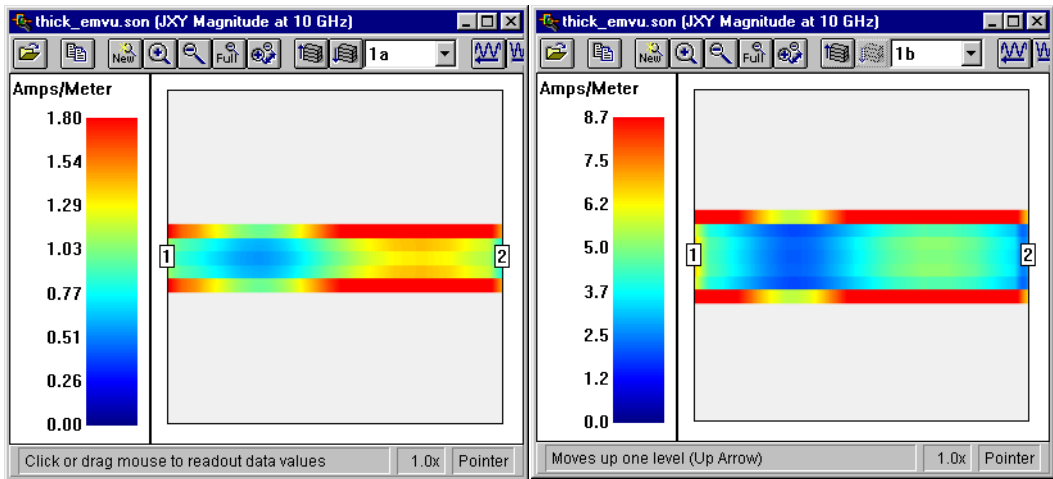 thick_emvu.son (JXY Magnitude at 10 GHz)
New Full 1a
Amps/Meter
1.80
1.54
1.29
1.03
0.77
0.51
0.26
0.00
1 2
Click or drag mouse to readout data values 1.0x Pointer
thick_emvu.son (JXY Magnitude at 10 GHz)
New Full 1b
Amps/Meter
8.7
7.5
6.2
5.0
3.7
2.5
1.2
0.0
1 2
Moves up one level (Up Arrow) 1.0x Pointer